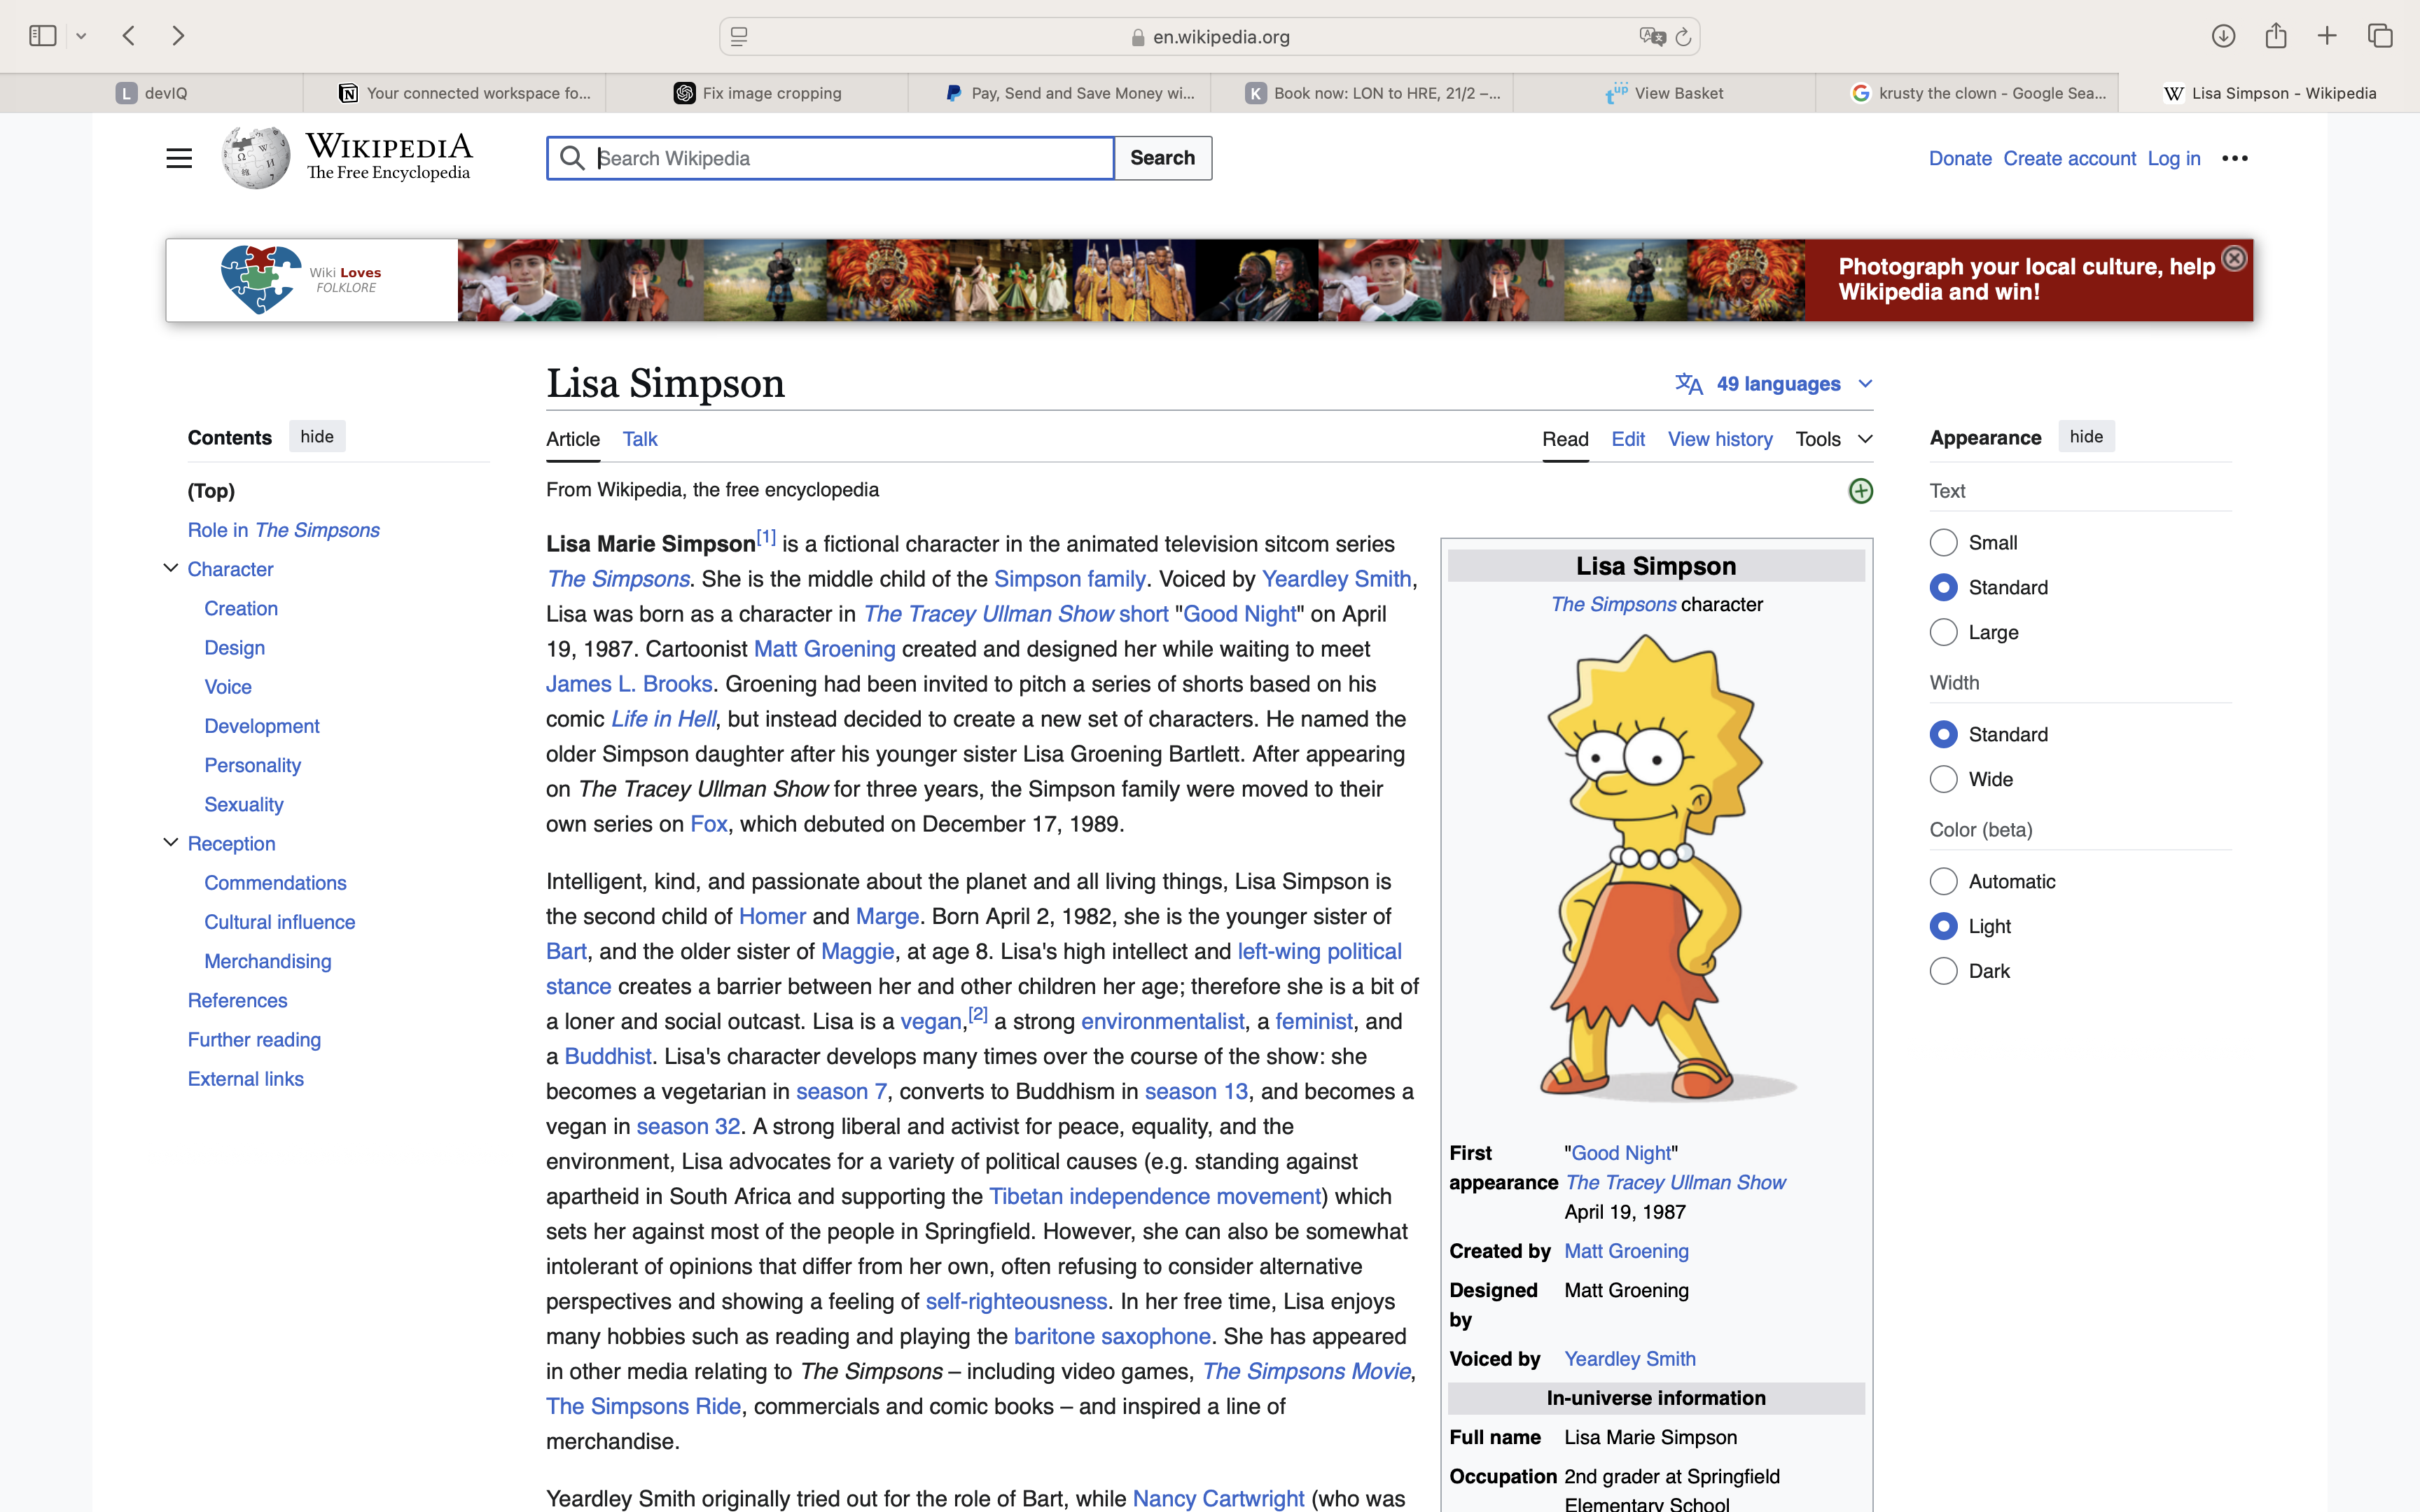 en.wikipedia.org
L devIQ
Your connected workspace fo...
Fix image cropping
Pay, Send and Save Money wi...
K Book now: LON to HRE, 21/2 –...
tup View Basket
krusty the clown - Google Sea...
W Lisa Simpson - Wikipedia
WIKIPEDIA
The Free Encyclopedia
Search Wikipedia
Search
Donate Create account Log in
Wiki Loves
FOLKLORE
Photograph your local culture, help
Wikipedia and win!
Lisa Simpson
49 languages
Contents hide
Article Talk
Read Edit View history Tools
Appearance hide
(Top)
Role in The Simpsons
Character
Creation
Design
Voice
Development
Personality
Sexuality
Reception
Commendations
Cultural influence
Merchandising
References
Further reading
External links
From Wikipedia, the free encyclopedia
Lisa Marie Simpson[1] is a fictional character in the animated television sitcom series
The Simpsons. She is the middle child of the Simpson family. Voiced by Yeardley Smith,
Lisa was born as a character in The Tracey Ullman Show short "Good Night" on April
19, 1987. Cartoonist Matt Groening created and designed her while waiting to meet
James L. Brooks. Groening had been invited to pitch a series of shorts based on his
comic Life in Hell, but instead decided to create a new set of characters. He named the
older Simpson daughter after his younger sister Lisa Groening Bartlett. After appearing
on The Tracey Ullman Show for three years, the Simpson family were moved to their
own series on Fox, which debuted on December 17, 1989.
Intelligent, kind, and passionate about the planet and all living things, Lisa Simpson is
the second child of Homer and Marge. Born April 2, 1982, she is the younger sister of
Bart, and the older sister of Maggie, at age 8. Lisa's high intellect and left-wing political
stance creates a barrier between her and other children her age; therefore she is a bit of
a loner and social outcast. Lisa is a vegan,[2] a strong environmentalist, a feminist, and
a Buddhist. Lisa's character develops many times over the course of the show: she
becomes a vegetarian in season 7, converts to Buddhism in season 13, and becomes a
vegan in season 32. A strong liberal and activist for peace, equality, and the
environment, Lisa advocates for a variety of political causes (e.g. standing against
apartheid in South Africa and supporting the Tibetan independence movement) which
sets her against most of the people in Springfield. However, she can also be somewhat
intolerant of opinions that differ from her own, often refusing to consider alternative
perspectives and showing a feeling of self-righteousness. In her free time, Lisa enjoys
many hobbies such as reading and playing the baritone saxophone. She has appeared
in other media relating to The Simpsons – including video games, The Simpsons Movie,
The Simpsons Ride, commercials and comic books – and inspired a line of
merchandise.
Yeardley Smith originally tried out for the role of Bart, while Nancy Cartwright (who was
Lisa Simpson
The Simpsons character
First "Good Night"
appearance The Tracey Ullman Show
April 19, 1987
Created by Matt Groening
Designed Matt Groening
by
Voiced by Yeardley Smith
In-universe information
Full name Lisa Marie Simpson
Occupation 2nd grader at Springfield
Elementary School
Text
Small
Standard
Large
Width
Standard
Wide
Color (beta)
Automatic
Light
Dark